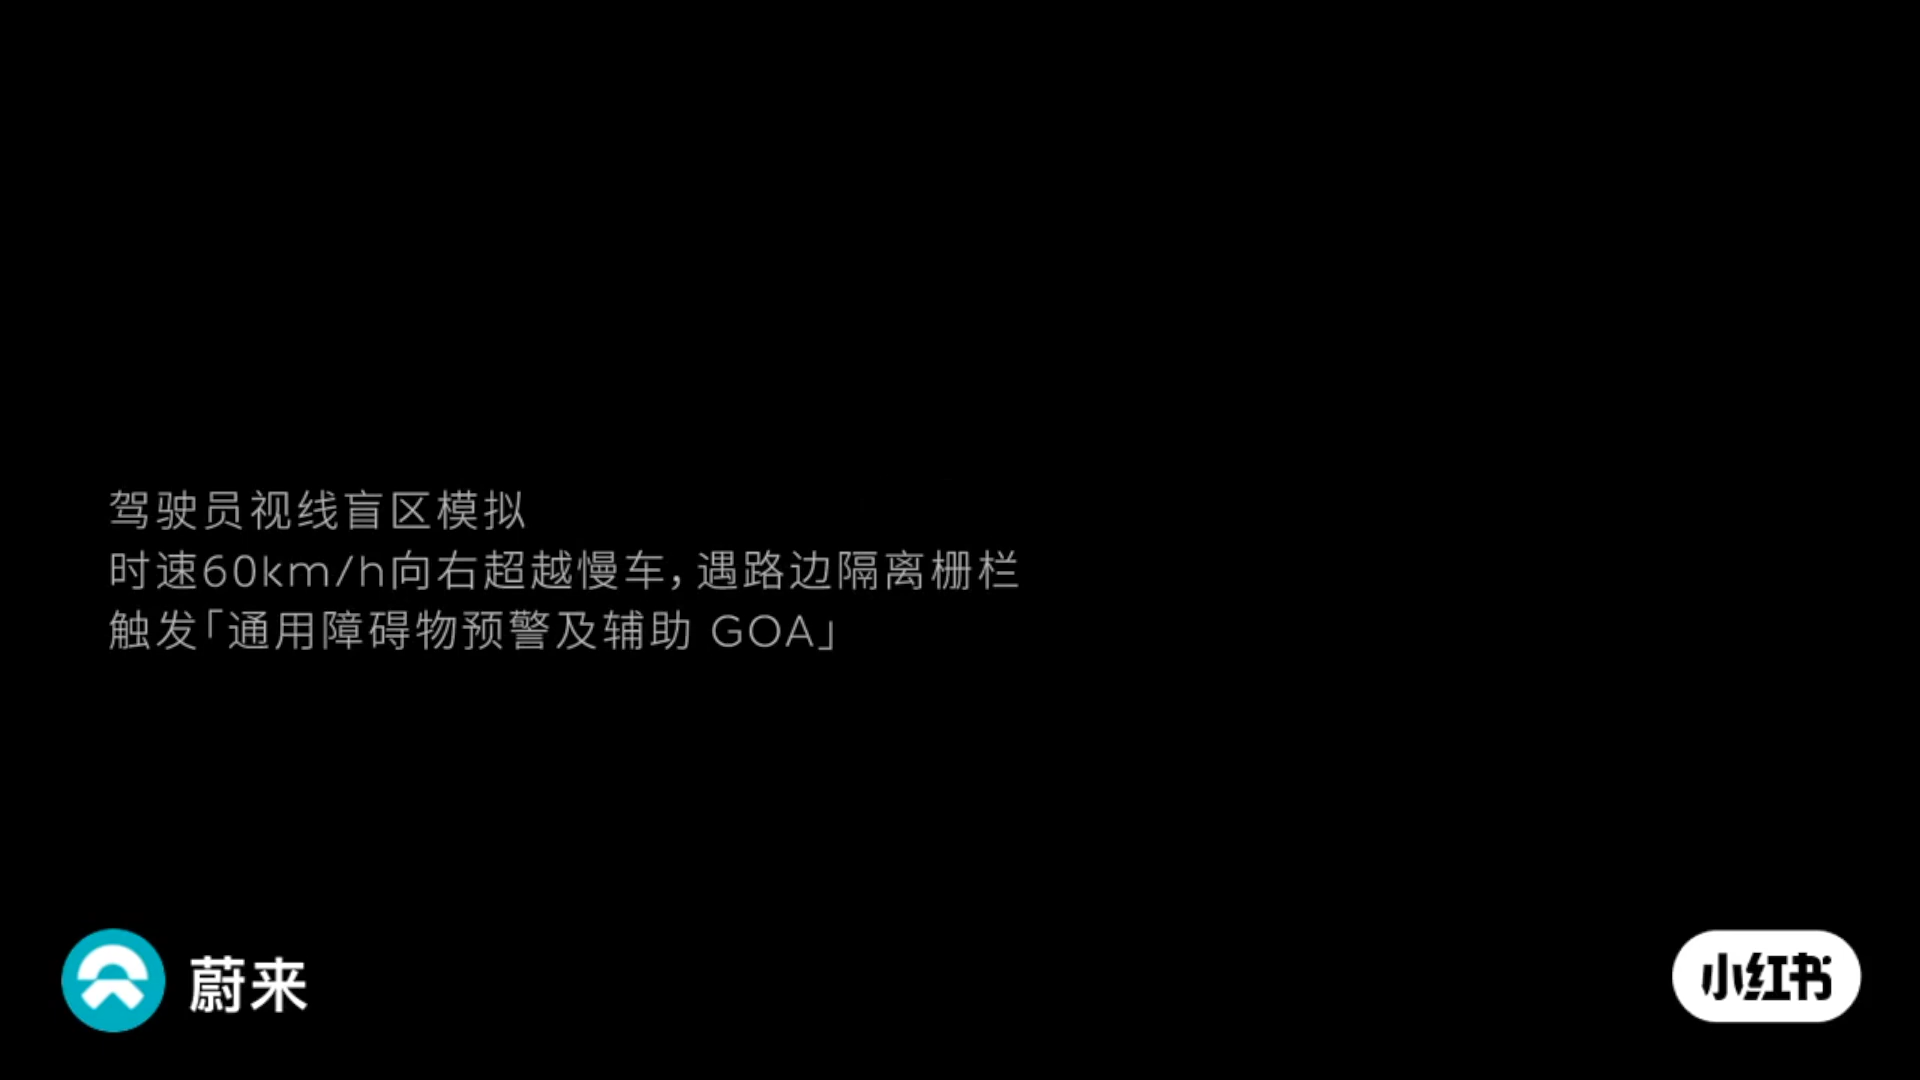 驾驶员视线盲区模拟
时速60km/h向右超越慢车，遇路边隔离栅栏
触发「通用障碍物预警及辅助 GOA」
蔚来
小红书